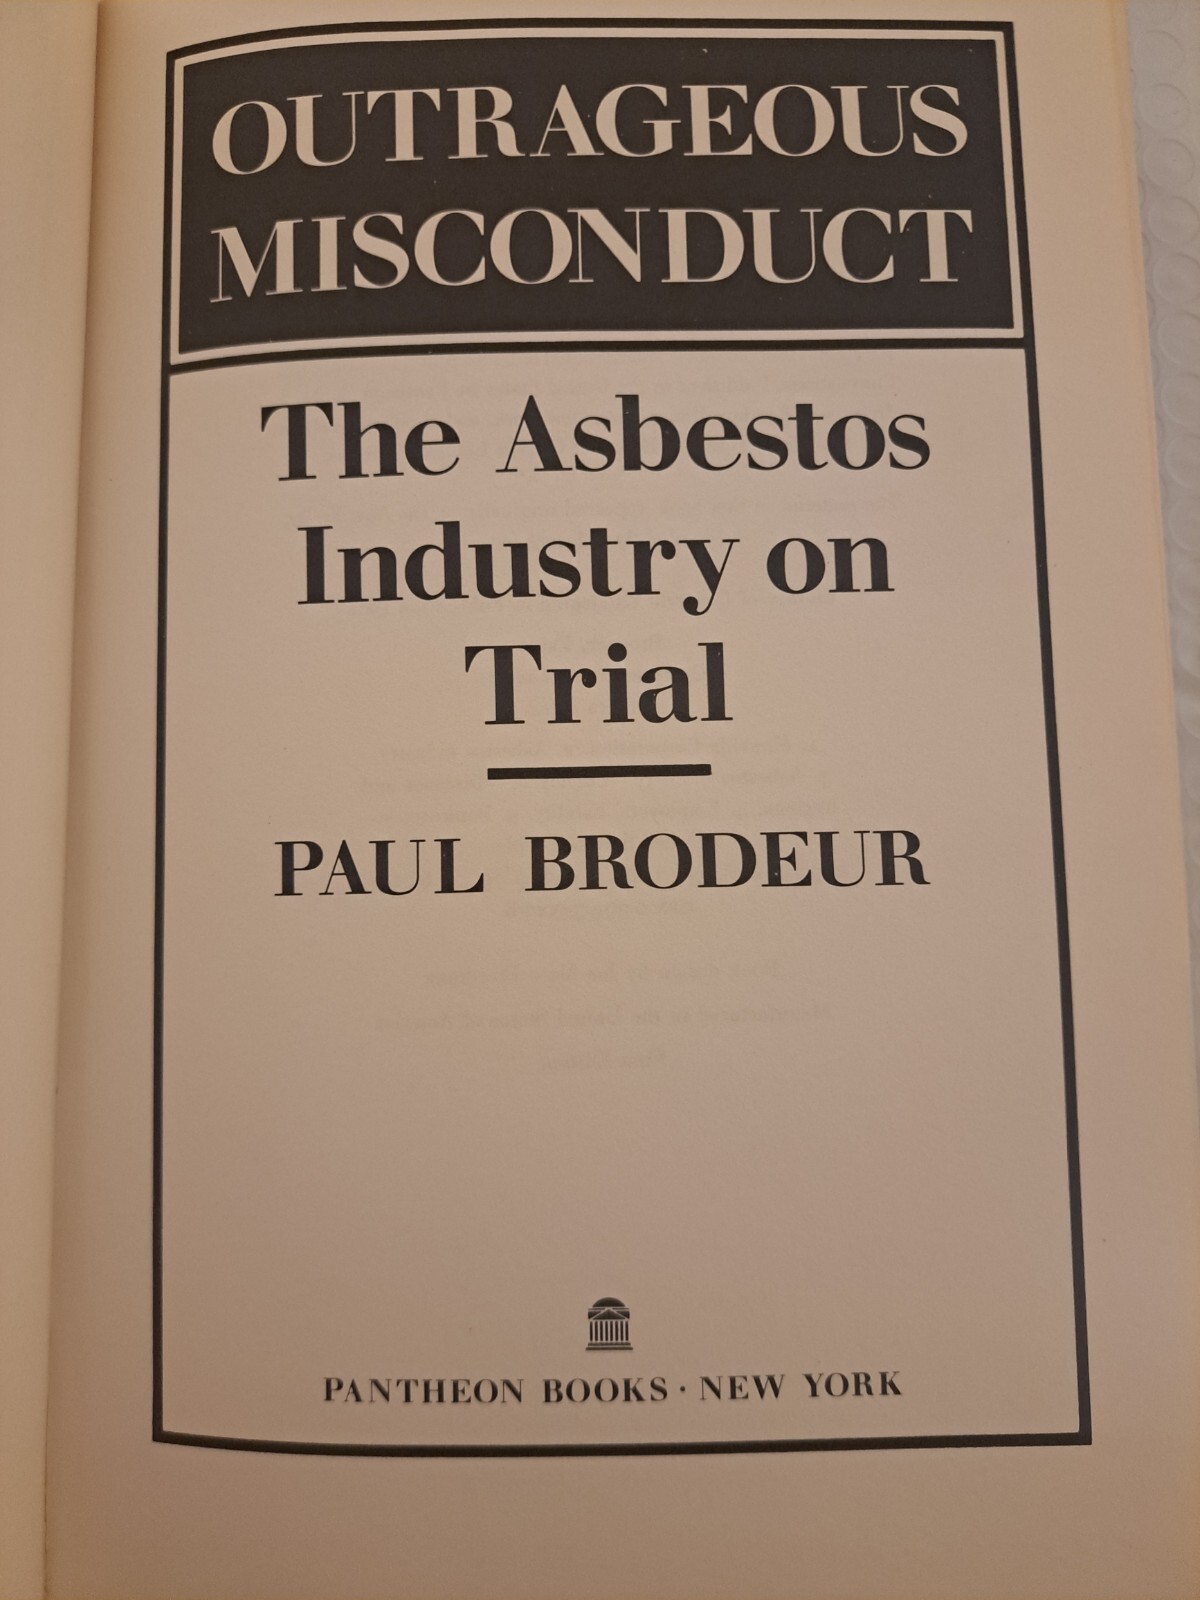 OUTRAGEOUS
MISCONDUCT
The Asbestos
Industry on
Trial
PAUL BRODEUR
PANTHEON BOOKS · NEW YORK